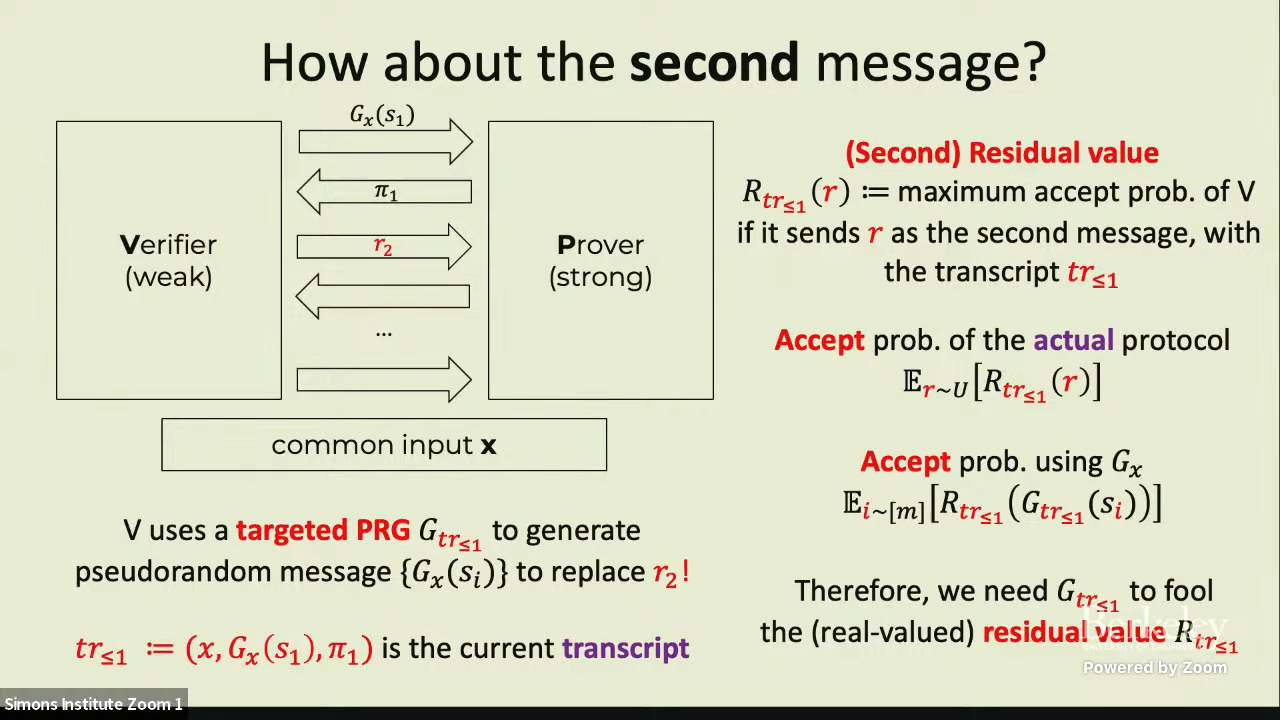 How about the second message?
G_x(s_1)
π_1
r_2
...
Verifier
(weak)
Prover
(strong)
common input x
V uses a targeted PRG G_{tr≤1} to generate
pseudorandom message {G_x(s_i)} to replace r_2!
tr_{≤1} := (x, G_x(s_1), π_1) is the current transcript
(Second) Residual value
R_{tr≤1}(r) := maximum accept prob. of V
if it sends r as the second message, with
the transcript tr_{≤1}
Accept prob. of the actual protocol
𝔼_{r~U}[R_{tr≤1}(r)]
Accept prob. using G_x
𝔼_{i~[m]}[R_{tr≤1}(G_{tr≤1}(s_i))]
Therefore, we need G_{tr≤1} to fool
the (real-valued) residual value R_{tr≤1}
Berkeley
Powered by Zoom
Simons Institute Zoom 1